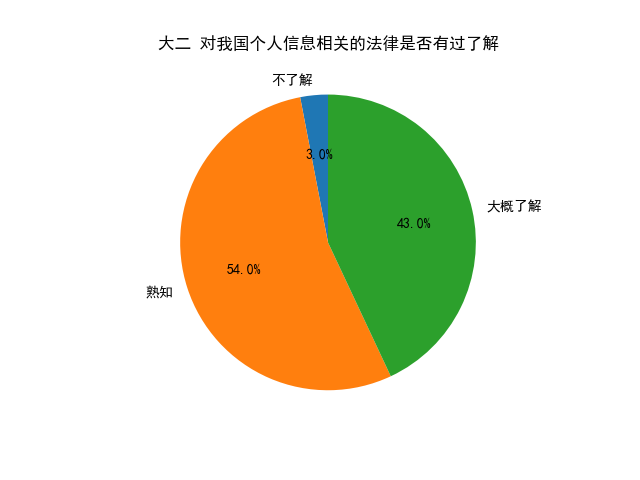 大二 对我国个人信息相关的法律是否有过了解
不了解
3.0%
大概了解
43.0%
54.0%
熟知